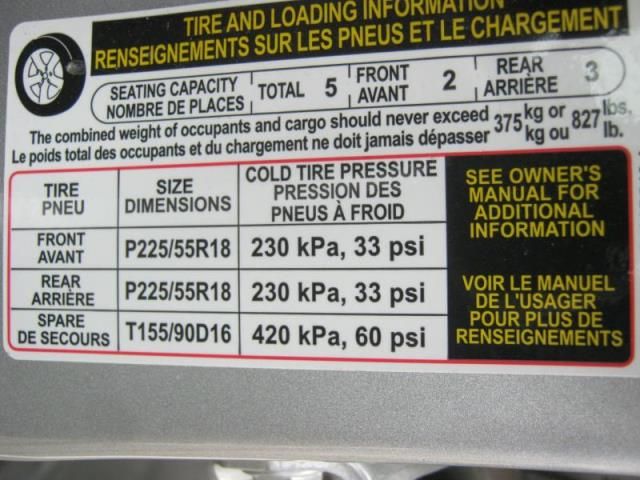 TIRE AND LOADING INFORMATION
RENSEIGNEMENTS SUR LES PNEUS ET LE CHARGEMENT
SEATING CAPACITY
NOMBRE DE PLACES
TOTAL 5
FRONT
AVANT
2
REAR
ARRIÈRE
3
The combined weight of occupants and cargo should never exceed 375 kg or 827 lbs.
Le poids total des occupants et du chargement ne doit jamais dépasser kg ou lb.
TIRE
PNEU
SIZE
DIMENSIONS
COLD TIRE PRESSURE
PRESSION DES
PNEUS À FROID
FRONT
AVANT
P225/55R18
230 kPa, 33 psi
REAR
ARRIÈRE
P225/55R18
230 kPa, 33 psi
SPARE
DE SECOURS
T155/90D16
420 kPa, 60 psi
SEE OWNER'S
MANUAL FOR
ADDITIONAL
INFORMATION
VOIR LE MANUEL
DE L'USAGER
POUR PLUS DE
RENSEIGNEMENTS